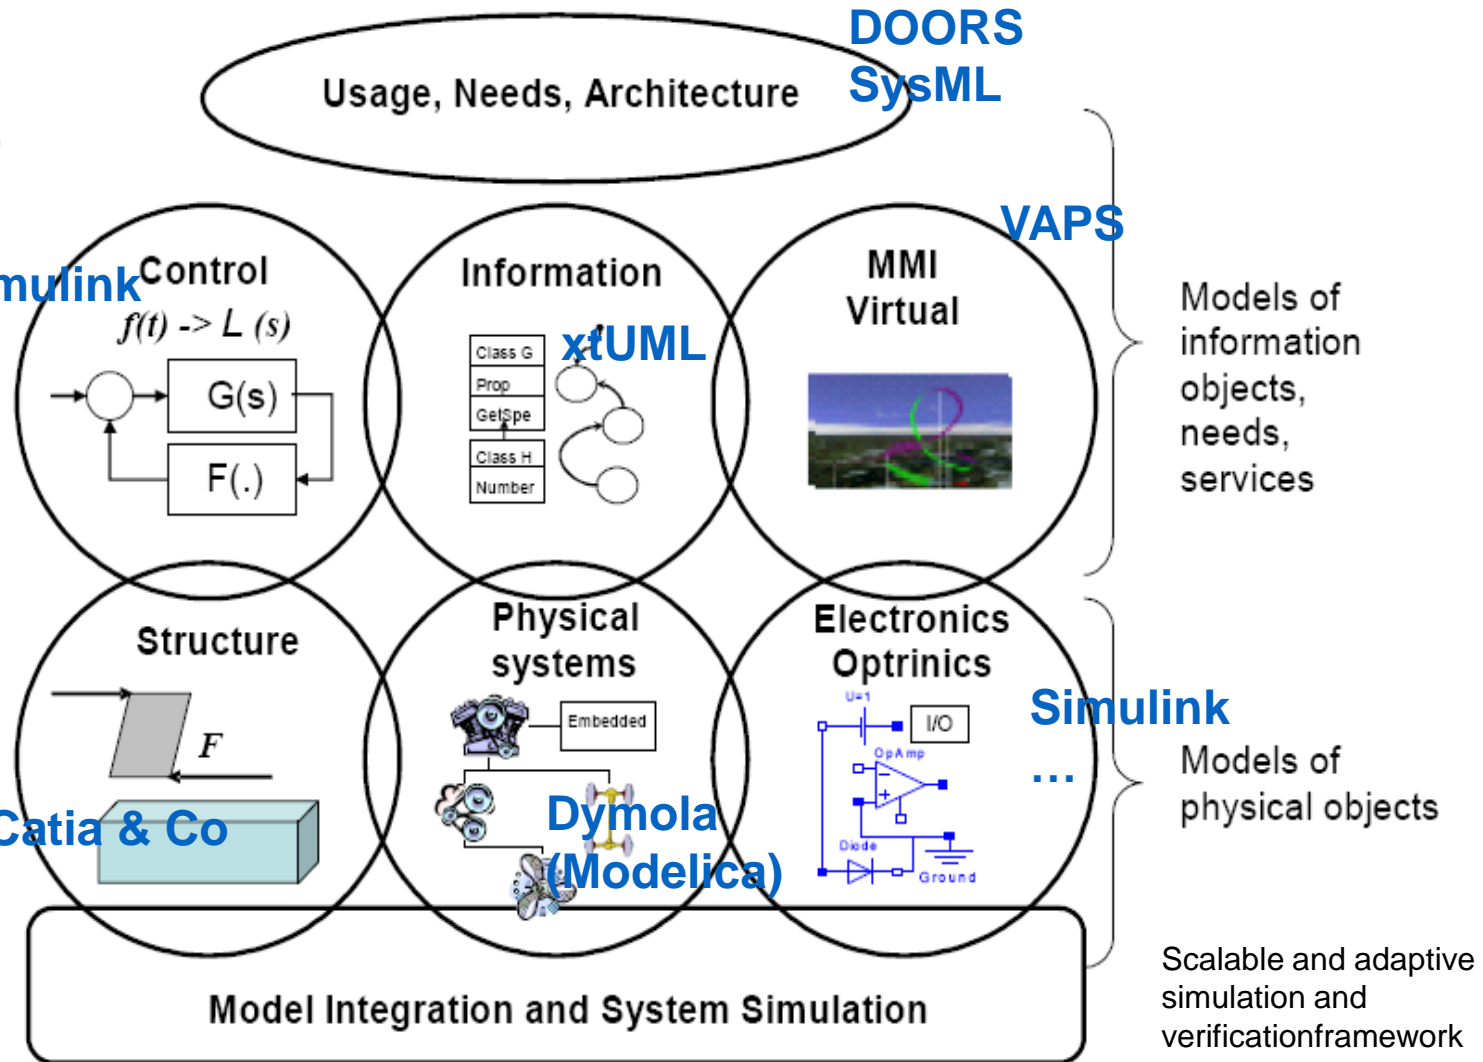 DOORS
SysML
Usage, Needs, Architecture
VAPS
mulink
Control
f(t) -> L (s)
G(s)
F(.)
Information
xtUML
Class G
Prop
GetSpe
Class H
Number
MMI
Virtual
Models of
information
objects,
needs,
services
Structure
F
Catia & Co
Physical
systems
Embedded
Dymola
(Modelica)
Electronics
Optrinics
U=1
I/O
OpAmp
Diode
Ground
Simulink
...
Models of
physical objects
Model Integration and System Simulation
Scalable and adaptive
simulation and
verificationframework